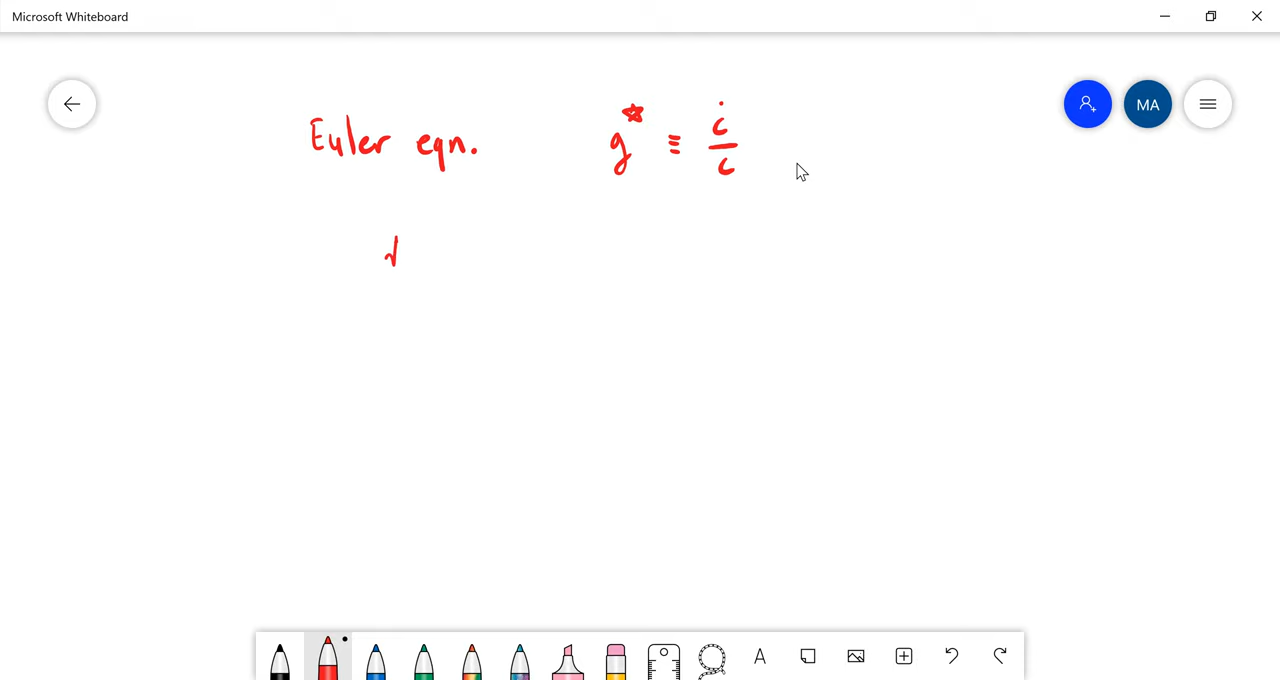 Microsoft Whiteboard
MA
Euler eqn. g* ≡ ċ/c
√
A